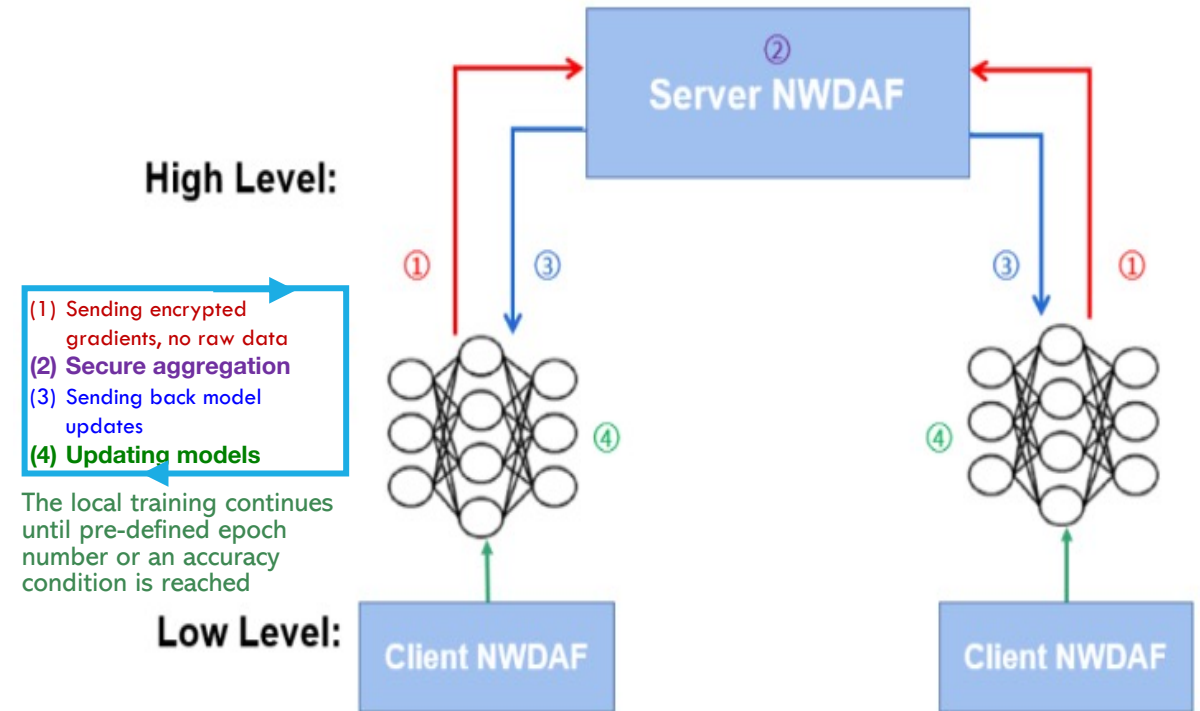 ②
Server NWDAF
High Level:
①
③
③
①
(1) Sending encrypted
gradients, no raw data
(2) Secure aggregation
(3) Sending back model
updates
(4) Updating models
④
④
The local training continues
until pre-defined epoch
number or an accuracy
condition is reached
Low Level:
Client NWDAF
Client NWDAF